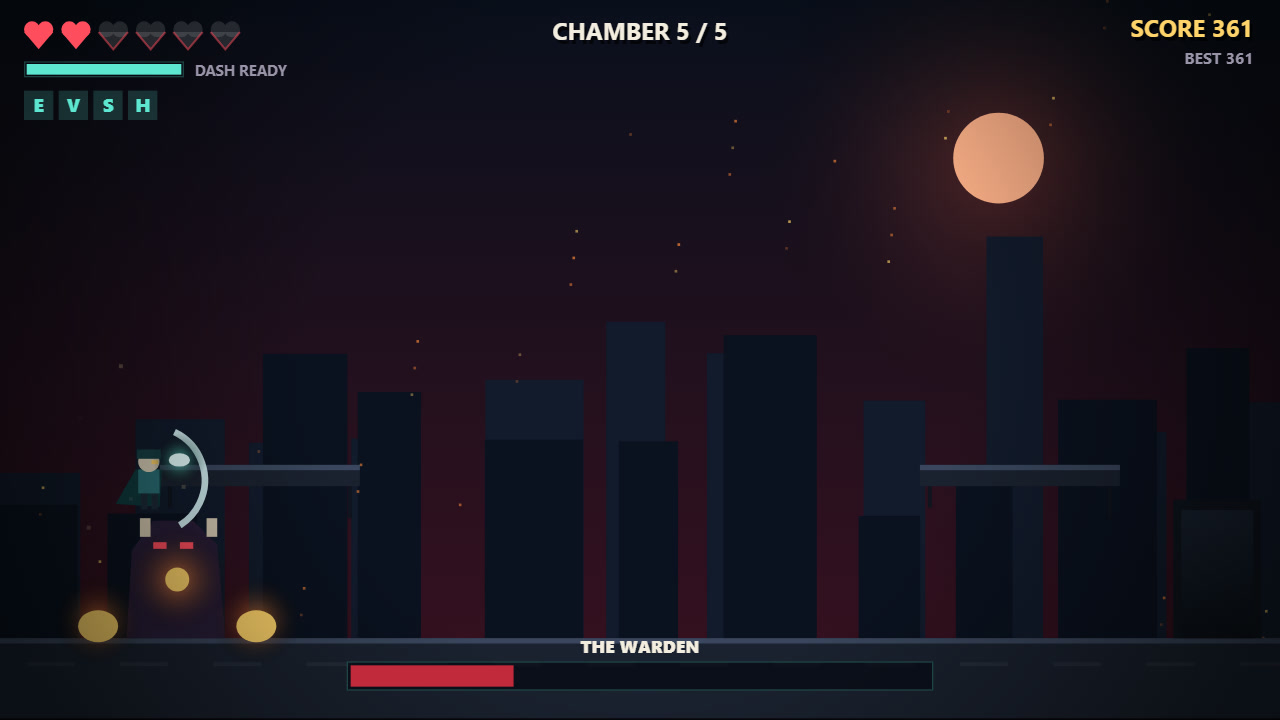 CHAMBER 5 / 5
SCORE 361
BEST 361
DASH READY
E V S H
THE WARDEN